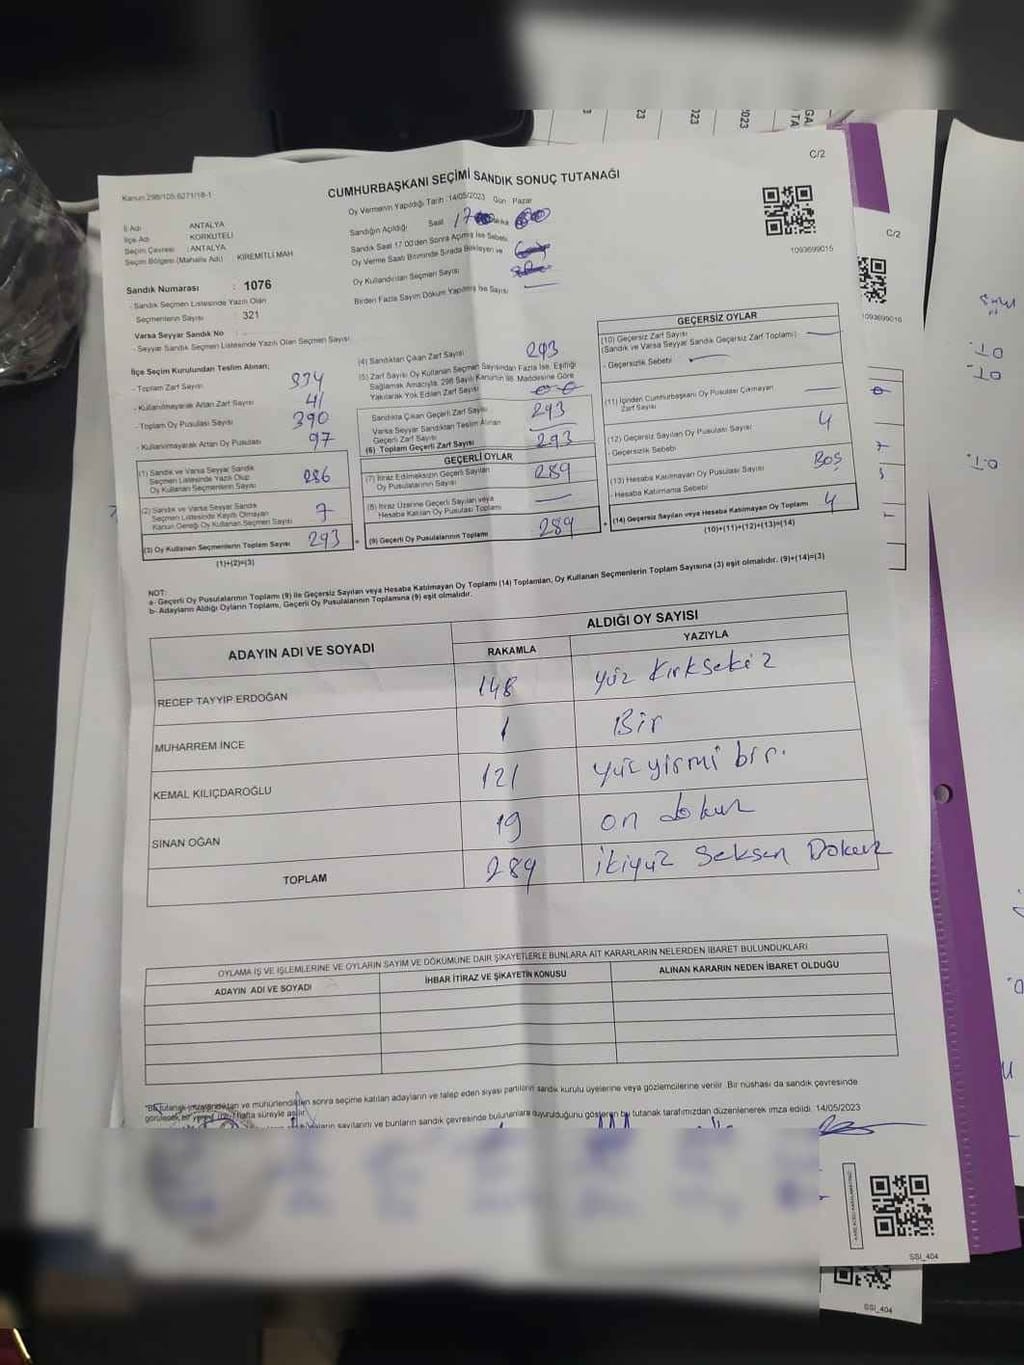 C/2
Kanun 298/105.6271/18-1
CUMHURBAŞKANI SEÇİMİ SANDIK SONUÇ TUTANAĞI
Oy Vermenin Yapıldığı Tarih :14/05/2023 Gün Pazar
İl Adı ANTALYA
İlçe Adı : KORKUTELİ
Seçim Çevresi : ANTALYA
Seçim Bölgesi (Mahalle Adı) : KİREMİTLİ MAH
Sandığın Açıldığı Saat 17
Sandık Saat 17.00'den Sonra Açılmış İse Sebebi
Oy Verme Saati Bitiminde Sırada Bekleyen ve
Oy Kullandırılan Seçmen Sayısı
Birden Fazla Sayım Döküm Yapılmış İse Sayısı
1093699015
Sandık Numarası : 1076
- Sandık Seçmen Listesinde Yazılı Olan
Seçmenlerin Sayısı : 321
Varsa Seyyar Sandık No
- Seyyar Sandık Seçmen Listesinde Yazılı Olan Seçmen Sayısı
İlçe Seçim Kurulundan Teslim Alınan;
- Toplam Zarf Sayısı
- Kullanılmayarak Artan Zarf Sayısı 41
- Toplam Oy Pusulası Sayısı 390
- Kullanılmayarak Artan Oy Pusulası 97
(1) Sandık ve Varsa Seyyar Sandık
Seçmen Listesinde Yazılı Olup
Oy Kullanan Seçmenlerin Sayısı 286
(2) Sandık ve Varsa Seyyar Sandık
Seçmen Listesinde Kayıtlı Olmayan
Kanun Gereği Oy Kullanan Seçmen Sayısı 7
(3) Oy Kullanan Seçmenlerin Toplam Sayısı 293
(1)+(2)=(3)
(4) Sandıktan Çıkan Zarf Sayısı 293
(5) Zarf Sayısı Oy Kullanan Seçmen Sayısından Fazla İse, Eşitliği
Sağlamak Amacıyla, 298 Sayılı Kanun'un 98. Maddesine Göre
Yakılarak Yok Edilen Zarf Sayısı
Sandıkta Çıkan Geçerli Zarf Sayısı 293
Varsa Seyyar Sandıktan Teslim Alınan
Geçerli Zarf Sayısı
(6) Toplam Geçerli Zarf Sayısı 293
GEÇERLİ OYLAR
(7) İtiraz Edilmeksizin Geçerli Sayılan
Oy Pusulalarının Sayısı 289
(8) İtiraz Üzerine Geçerli Sayılan veya
Hesaba Katılan Oy Pusulası Toplamı
(9) Geçerli Oy Pusulalarının Toplamı 289
GEÇERSİZ OYLAR
(10) Geçersiz Zarf Sayısı
(Sandık ve Varsa Seyyar Sandık Geçersiz Zarf Toplamı)
- Geçersizlik Sebebi
(11) İçinden Cumhurbaşkanı Oy Pusulası Çıkmayan
Zarf Sayısı
(12) Geçersiz Sayılan Oy Pusulası Sayısı 4
- Geçersizlik Sebebi BOŞ
(13) Hesaba Katılmayan Oy Pusulası Sayısı
- Hesaba Katılmama Sebebi
(14) Geçersiz Sayılan veya Hesaba Katılmayan Oy Toplamı 4
(10)+(11)+(12)+(13)=(14)
NOT:
a- Geçerli Oy Pusulalarının Toplamı (9) ile Geçersiz Sayılan veya Hesaba Katılmayan Oy Toplamı (14) Toplamları, Oy Kullanan Seçmenlerin Toplam Sayısına (3) eşit olmalıdır. (9)+(14)=(3)
b- Adayların Aldığı Oyların Toplamı, Geçerli Oy Pusulalarının Toplamına (9) eşit olmalıdır.
ADAYIN ADI VE SOYADI
ALDIĞI OY SAYISI
RAKAMLA YAZIYLA
RECEP TAYYİP ERDOĞAN 148 yüz kırksekiz
MUHARREM İNCE 1 Bir
KEMAL KILIÇDAROĞLU 121 yüz yirmi bir.
SİNAN OĞAN 19 on dokuz
TOPLAM 289 ikiyüz Seksen Dokuz
OYLAMA İŞ VE İŞLEMLERİNE VE OYLARIN SAYIM VE DÖKÜMÜNE DAİR ŞİKAYETLERLE BUNLARA AİT KARARLARIN NELERDEN İBARET BULUNDUKLARI
ADAYIN ADI VE SOYADI İHBAR İTİRAZ VE ŞİKAYETİN KONUSU ALINAN KARARIN NEDEN İBARET OLDUĞU
*Bu tutanak imzalandıktan ve mühürlendikten sonra seçime katılan adayların ve talep eden siyasi partilerin sandık kurulu üyelerine veya gözlemcilerine verilir. Bir nüshası da sandık çevresinde
görülecek bir yere 1 (bir) hafta süreyle asılır.
sayılarını ve bunların sandık çevresinde bulunanlara duyurulduğunu gösteren bu tutanak tarafımızdan düzenlenerek imza edildi. 14/05/2023
SSI_404
C/2
1093699016
SSI_404